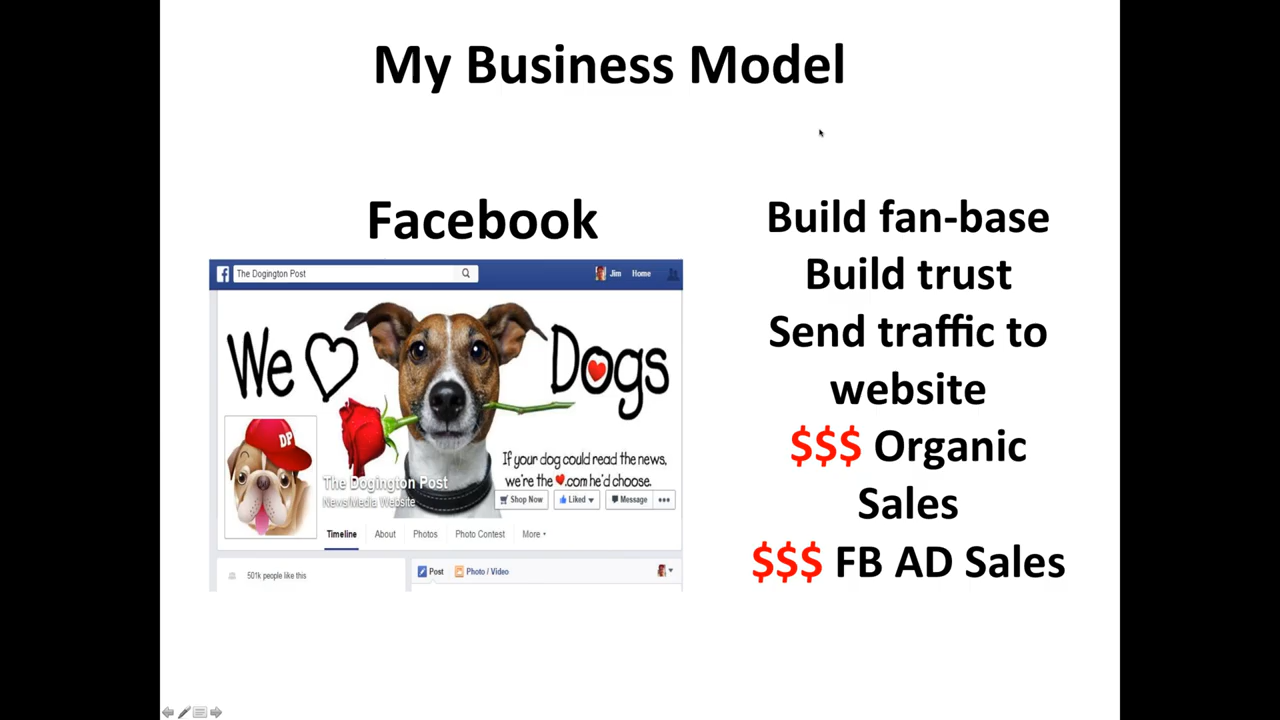 My Business Model
Facebook
The Dogington Post
Jim Home
We Dogs
DP
If your dog could read the news,
we're the .com he'd choose.
The Dogington Post
News/Media Website
Shop Now Liked Message
Timeline About Photos Photo Contest More
501k people like this
Post Photo / Video
Build fan-base
Build trust
Send traffic to
website
$$$ Organic
Sales
$$$ FB AD Sales